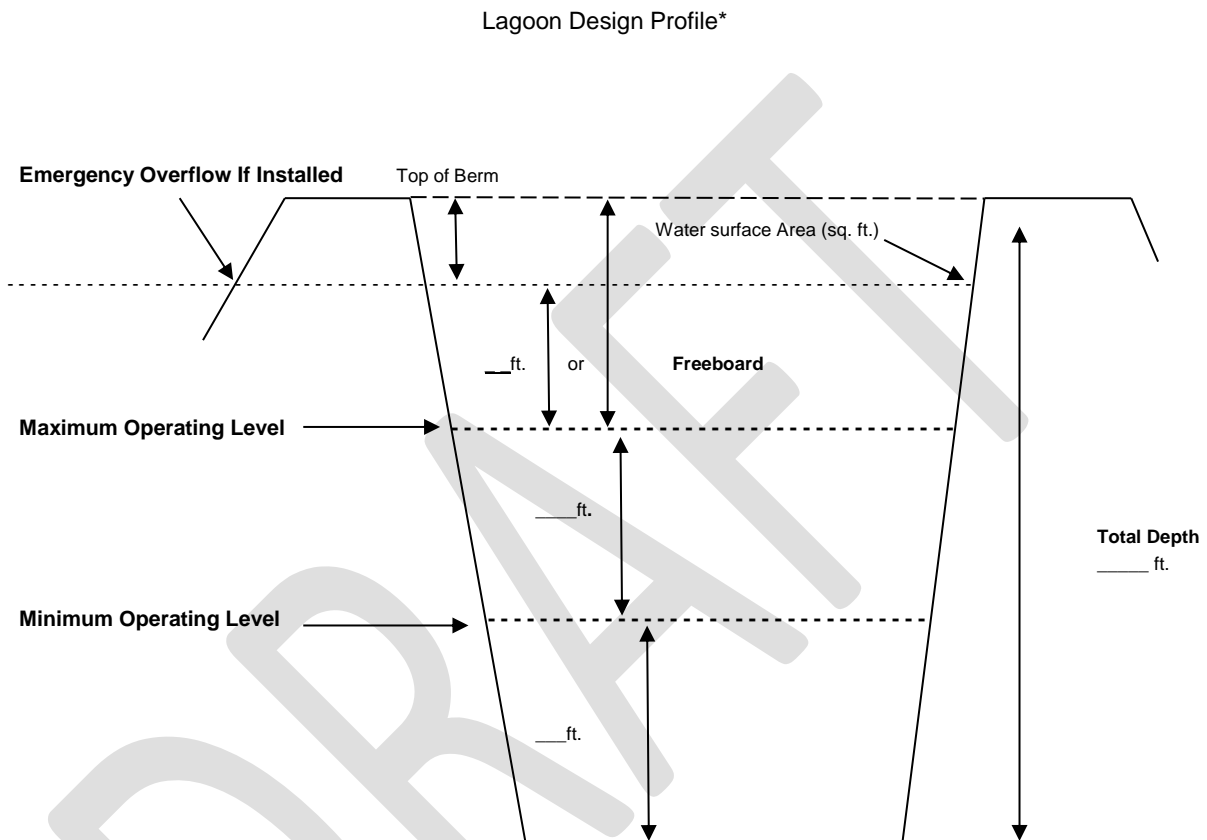 Lagoon Design Profile*
Emergency Overflow If Installed
Top of Berm
Water surface Area (sq. ft.)
_ _ft. or Freeboard
Maximum Operating Level
____ft.
Total Depth
_____ ft.
Minimum Operating Level
___ft.
DRAFT